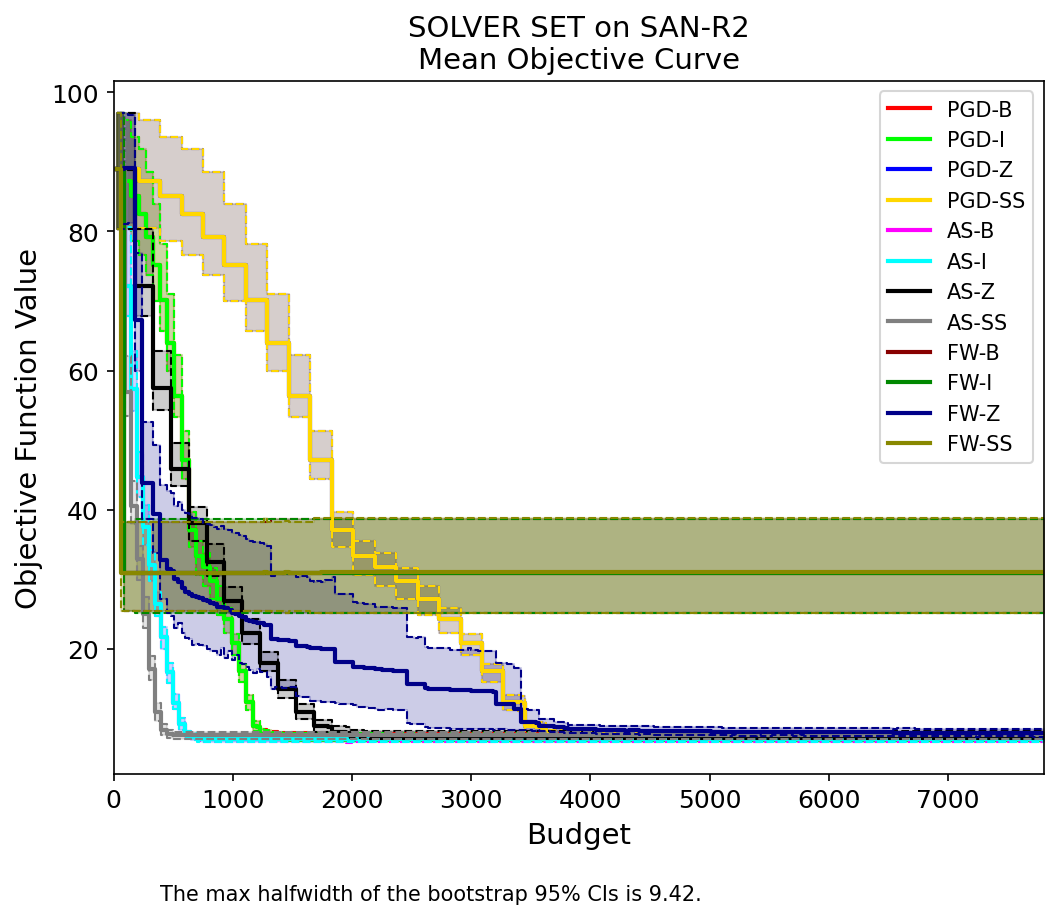 SOLVER SET on SAN-R2
Mean Objective Curve
Objective Function Value
100
80
60
40
20
0
1000
2000
3000
4000
5000
6000
7000
Budget
PGD-B
PGD-I
PGD-Z
PGD-SS
AS-B
AS-I
AS-Z
AS-SS
FW-B
FW-I
FW-Z
FW-SS
The max halfwidth of the bootstrap 95% CIs is 9.42.